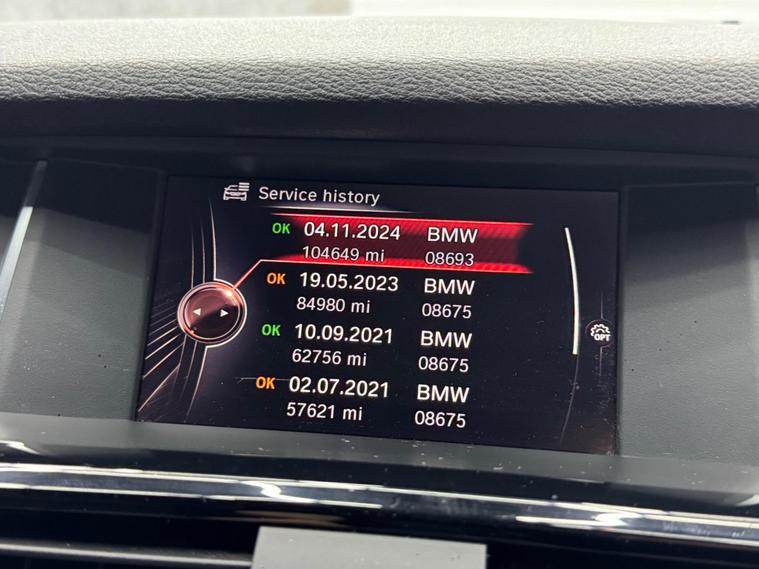 Service history
OK 04.11.2024 BMW
104649 mi 08693
OK 19.05.2023 BMW
84980 mi 08675
OK 10.09.2021 BMW
62756 mi 08675
OK 02.07.2021 BMW
57621 mi 08675
OPT